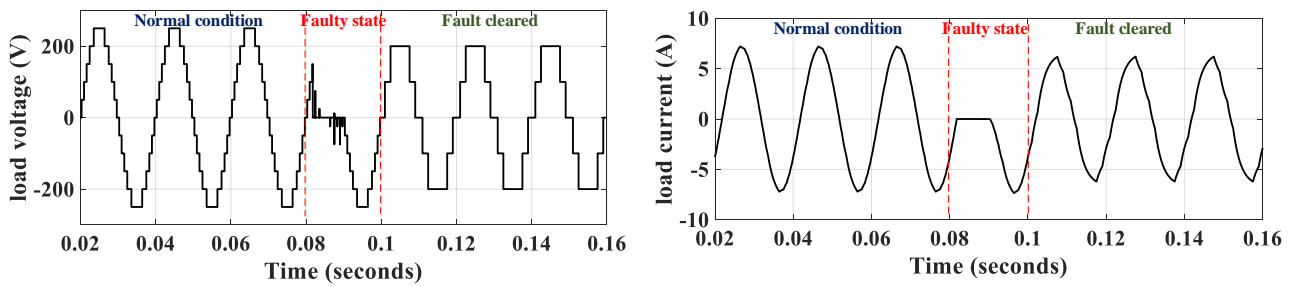 Normal condition Faulty state Fault cleared
200
0
-200
load voltage (V)
0.02 0.04 0.06 0.08 0.1 0.12 0.14 0.16
Time (seconds)
Normal condition Faulty state Fault cleared
10
5
0
-5
-10
load current (A)
0.02 0.04 0.06 0.08 0.1 0.12 0.14 0.16
Time (seconds)